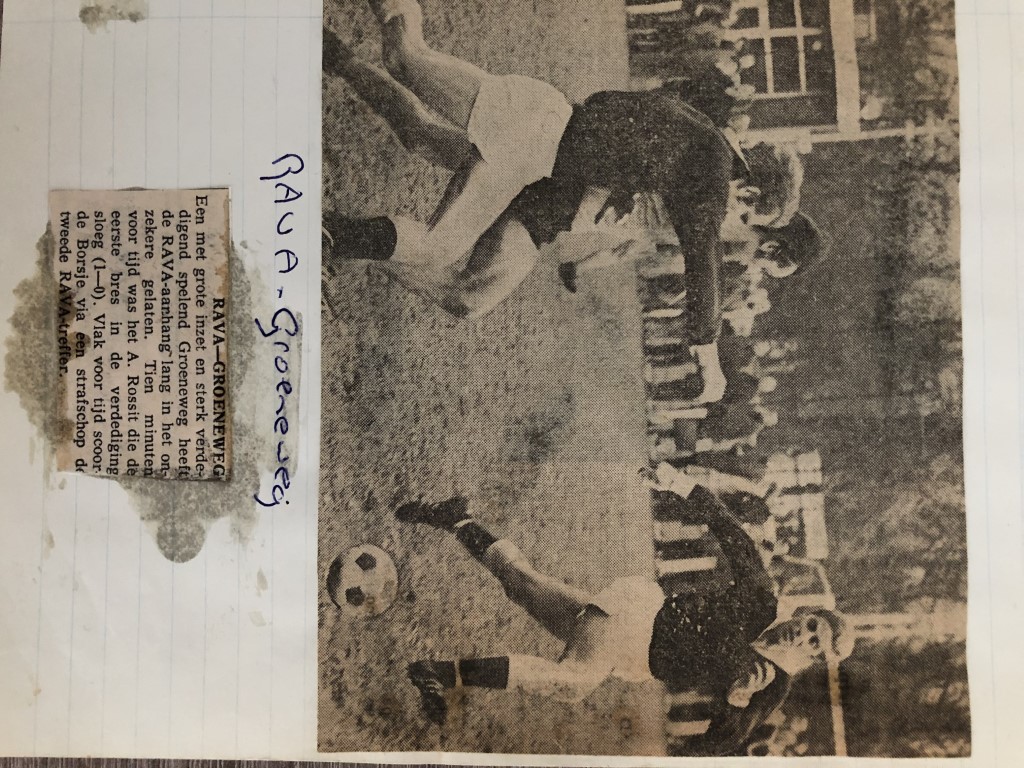 RAVA - Groeneweg
RAVA—GROENEWEG
Een met grote inzet en sterk verde-
digend spelend Groeneweg heeft
de RAVA-aanhang lang in het on-
zekere gelaten. Tien minuten
voor tijd was het A. Rossit die de
eerste bres in de verdediging
sloeg (1—0). Vlak voor tijd scoor-
de Borsje via een strafschop de
tweede RAVA-treffer.